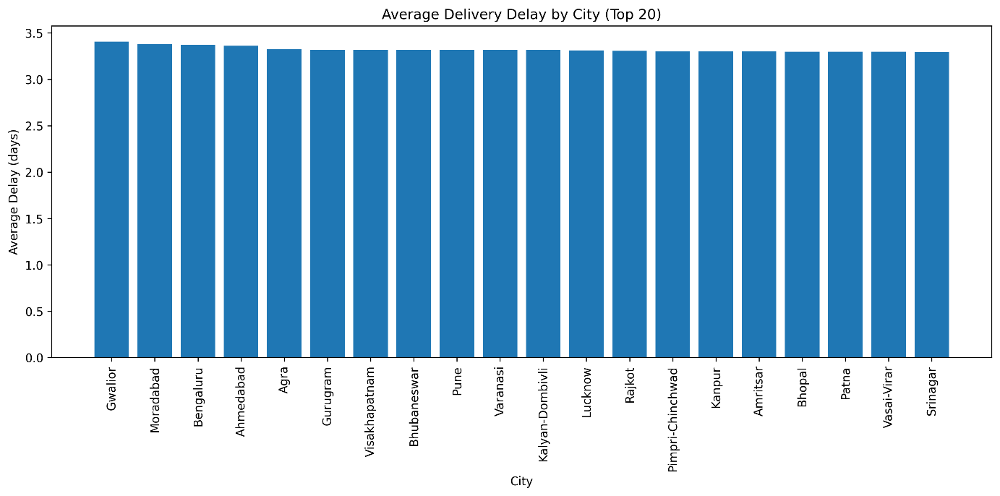 Average Delivery Delay by City (Top 20)
Average Delay (days)
3.5
3.0
2.5
2.0
1.5
1.0
0.5
0.0
Gwalior
Moradabad
Bengaluru
Ahmedabad
Agra
Gurugram
Visakhapatnam
Bhubaneswar
Pune
Varanasi
Kalyan-Dombivli
Lucknow
Rajkot
Pimpri-Chinchwad
Kanpur
Amritsar
Bhopal
Patna
Vasai-Virar
Srinagar
City